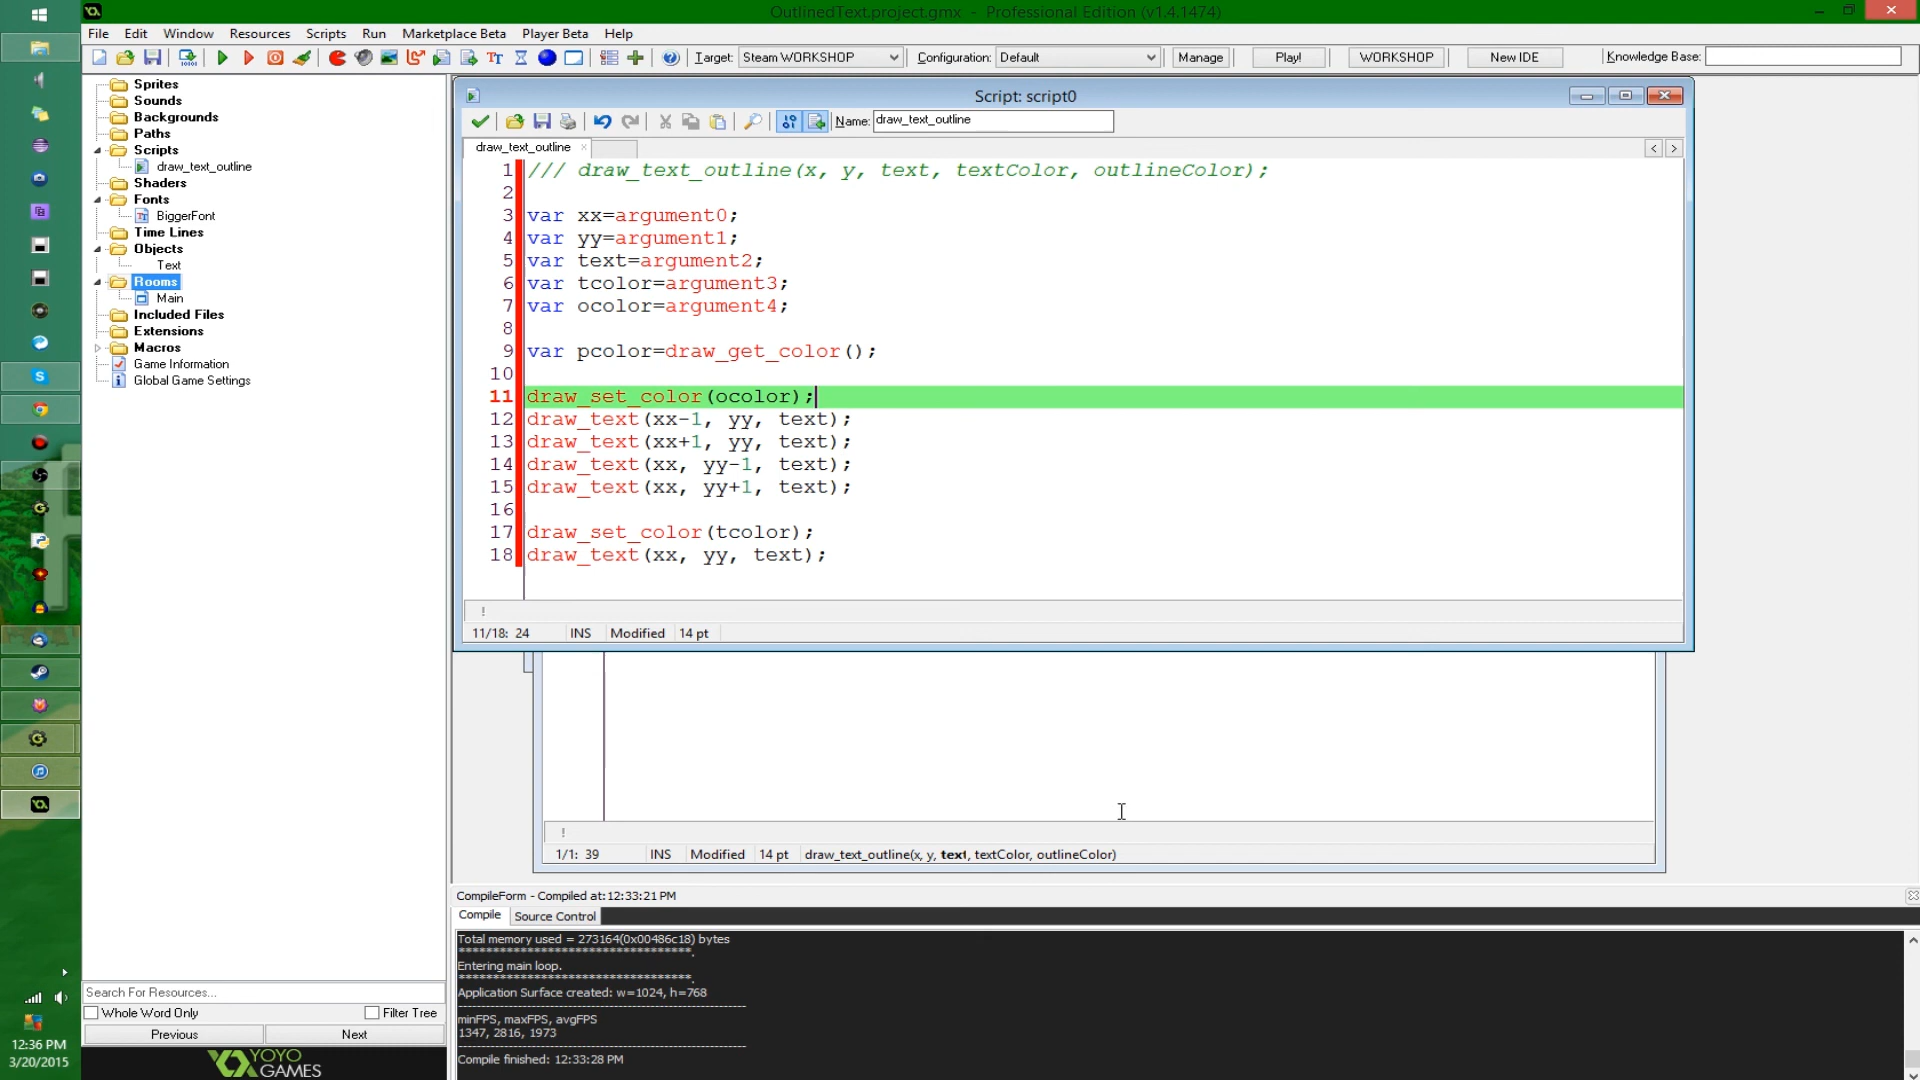 OutlinedText.project.gmx - Professional Edition (v1.4.1474)
File Edit Window Resources Scripts Run Marketplace Beta Player Beta Help
Target: Steam WORKSHOP Configuration: Default Manage Play! WORKSHOP New IDE Knowledge Base:
Sprites
Sounds
Backgrounds
Paths
Scripts
draw_text_outline
Shaders
Fonts
BiggerFont
Time Lines
Objects
Text
Rooms
Main
Included Files
Extensions
Macros
Game Information
Global Game Settings
Search For Resources...
Whole Word Only Filter Tree
Previous Next
YOYO
GAMES
12:36 PM
3/20/2015
Script: script0
Name: draw_text_outline
draw_text_outline
1 /// draw_text_outline(x, y, text, textColor, outlineColor);
2
3 var xx=argument0;
4 var yy=argument1;
5 var text=argument2;
6 var tcolor=argument3;
7 var ocolor=argument4;
8
9 var pcolor=draw_get_color();
10
11 draw_set_color(ocolor);
12 draw_text(xx-1, yy, text);
13 draw_text(xx+1, yy, text);
14 draw_text(xx, yy-1, text);
15 draw_text(xx, yy+1, text);
16
17 draw_set_color(tcolor);
18 draw_text(xx, yy, text);
!
11/18: 24 INS Modified 14 pt
!
1/1: 39 INS Modified 14 pt draw_text_outline(x, y, text, textColor, outlineColor)
CompileForm - Compiled at:12:33:21 PM
Compile Source Control
Total memory used = 273164(0x00486c18) bytes
***********************************.
Entering main loop.
***********************************.
Application Surface created: w=1024, h=768
----------------------------------------------------------------
minFPS, maxFPS, avgFPS
1347, 2816, 1973
----------------------------------------------------------------
Compile finished: 12:33:28 PM